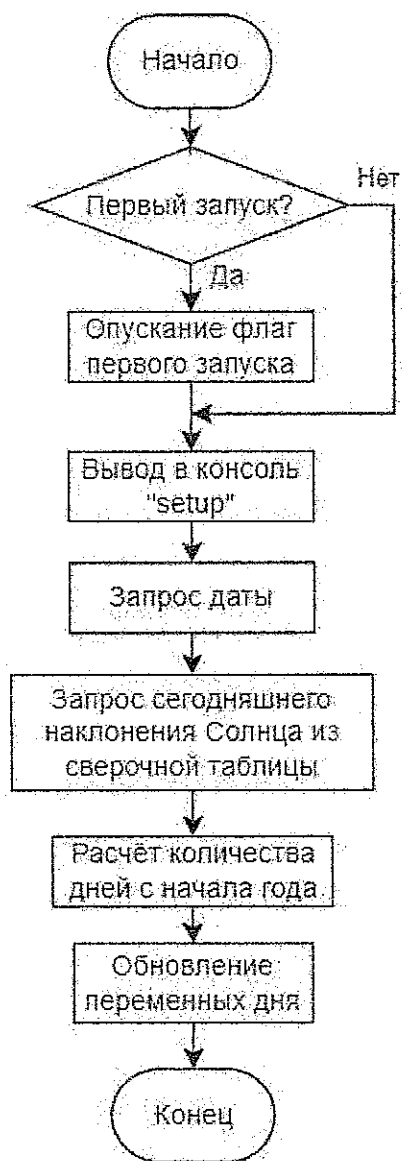 Начало
Первый запуск?
Нет
Да
Опускание флаг
первого запуска
Вывод в консоль
"setup"
Запрос даты
Запрос сегодняшнего
наклонения Солнца из
сверочной таблицы
Расчёт количества
дней с начала года
Обновление
переменных дня
Конец